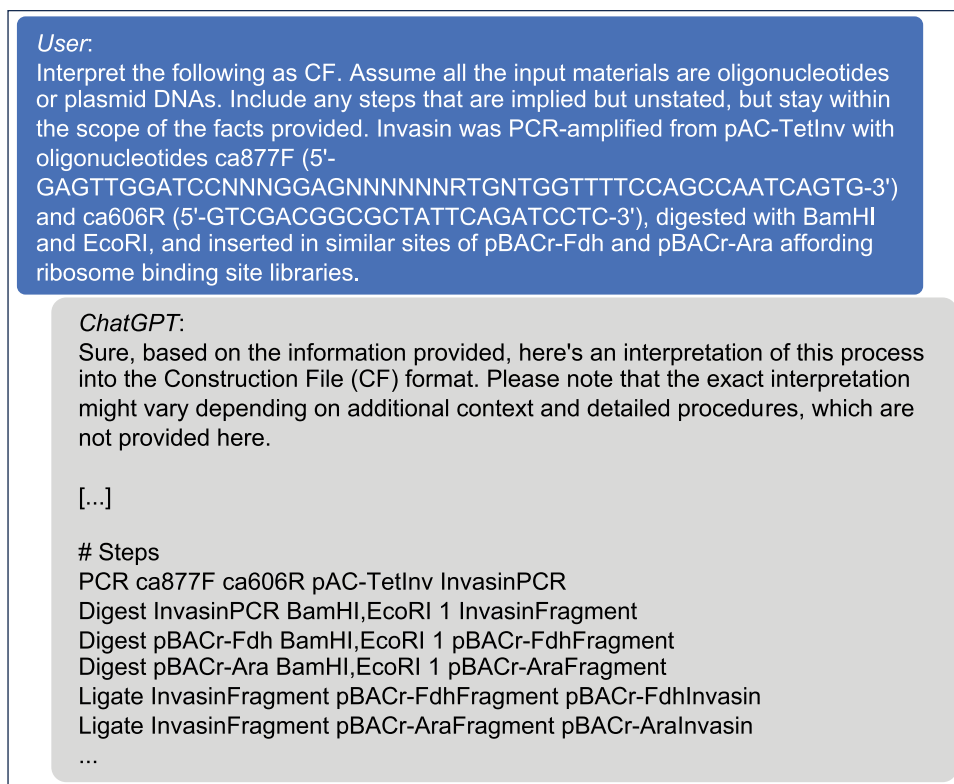 User:
Interpret the following as CF. Assume all the input materials are oligonucleotides
or plasmid DNAs. Include any steps that are implied but unstated, but stay within
the scope of the facts provided. Invasin was PCR-amplified from pAC-TetInv with
oligonucleotides ca877F (5'-
GAGTTGGATCCNNNGGAGNNNNNNRTGNTGGTTTTCCAGCCAATCAGTG-3')
and ca606R (5'-GTCGACGGCGCTATTCAGATCCTC-3'), digested with BamHI
and EcoRI, and inserted in similar sites of pBACr-Fdh and pBACr-Ara affording
ribosome binding site libraries.
ChatGPT:
Sure, based on the information provided, here's an interpretation of this process
into the Construction File (CF) format. Please note that the exact interpretation
might vary depending on additional context and detailed procedures, which are
not provided here.
[...]
# Steps
PCR ca877F ca606R pAC-TetInv InvasinPCR
Digest InvasinPCR BamHI,EcoRI 1 InvasinFragment
Digest pBACr-Fdh BamHI,EcoRI 1 pBACr-FdhFragment
Digest pBACr-Ara BamHI,EcoRI 1 pBACr-AraFragment
Ligate InvasinFragment pBACr-FdhFragment pBACr-FdhInvasin
Ligate InvasinFragment pBACr-AraFragment pBACr-AraInvasin
...